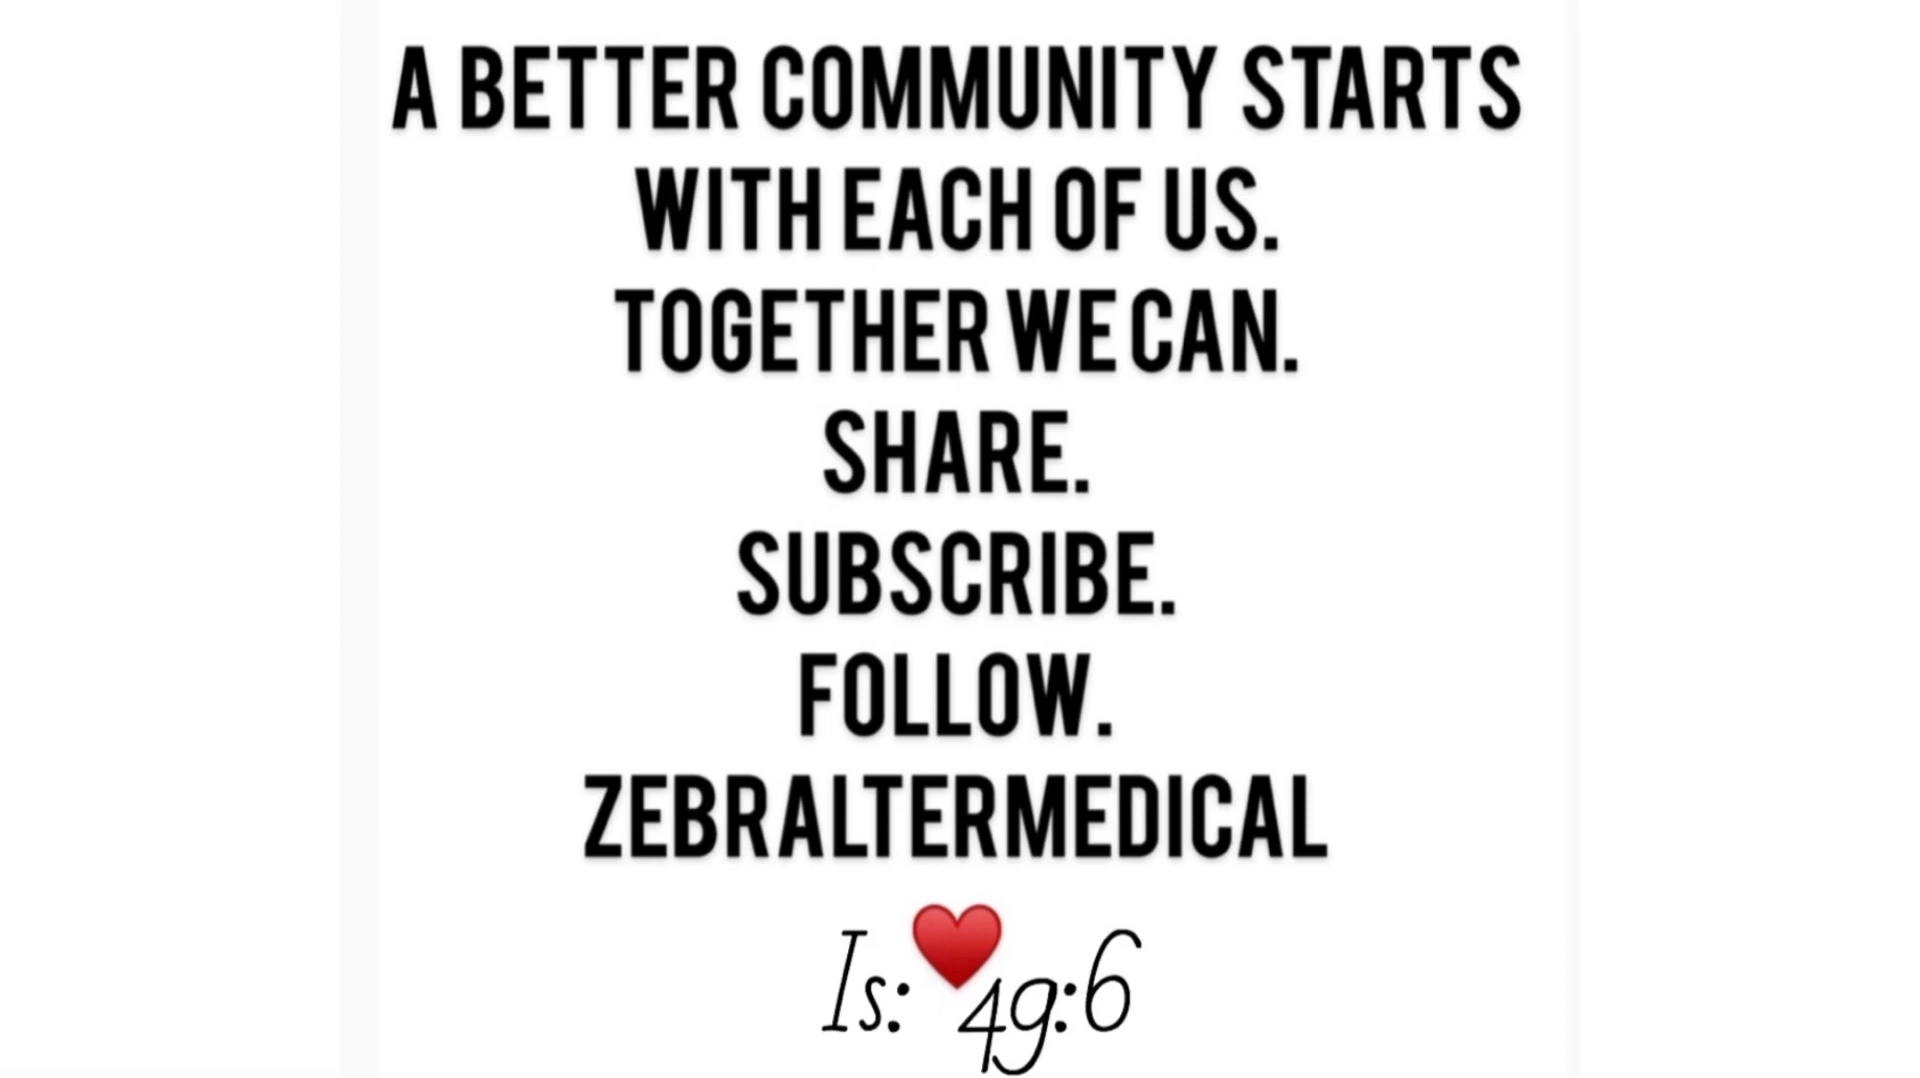 A BETTER COMMUNITY STARTS
WITH EACH OF US.
TOGETHER WE CAN.
SHARE.
SUBSCRIBE.
FOLLOW.
ZEBRALTERMEDICAL
Is: ♥49:6